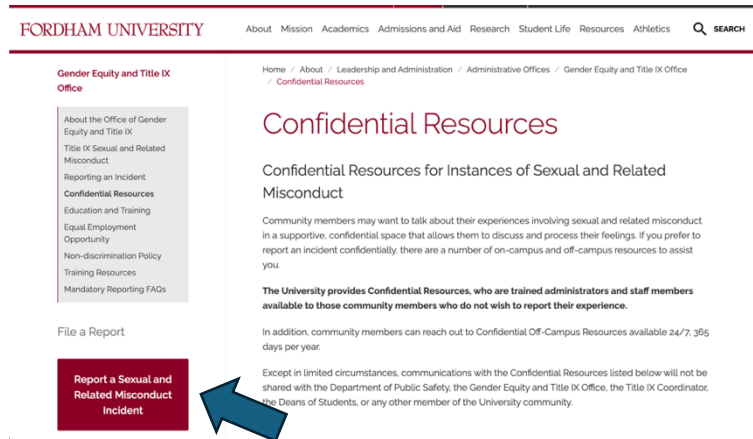 FORDHAM UNIVERSITY
About Mission Academics Admissions and Aid Research Student Life Resources Athletics SEARCH
Gender Equity and Title IX
Office
About the Office of Gender
Equity and Title IX
Title IX Sexual and Related
Misconduct
Reporting an Incident
Confidential Resources
Education and Training
Equal Employment
Opportunity
Non-discrimination Policy
Training Resources
Mandatory Reporting FAQs
File a Report
Report a Sexual and
Related Misconduct
Incident
Home / About / Leadership and Administration / Administrative Offices / Gender Equity and Title IX Office
/ Confidential Resources
Confidential Resources
Confidential Resources for Instances of Sexual and Related
Misconduct
Community members may want to talk about their experiences involving sexual and related misconduct
in a supportive, confidential space that allows them to discuss and process their feelings. If you prefer to
report an incident confidentially, there are a number of on-campus and off-campus resources to assist
you.
The University provides Confidential Resources, who are trained administrators and staff members
available to those community members who do not wish to report their experience.
In addition, community members can reach out to Confidential Off-Campus Resources available 24/7, 365
days per year.
Except in limited circumstances, communications with the Confidential Resources listed below will not be
shared with the Department of Public Safety, the Gender Equity and Title IX Office, the Title IX Coordinator,
the Deans of Students, or any other member of the University community.